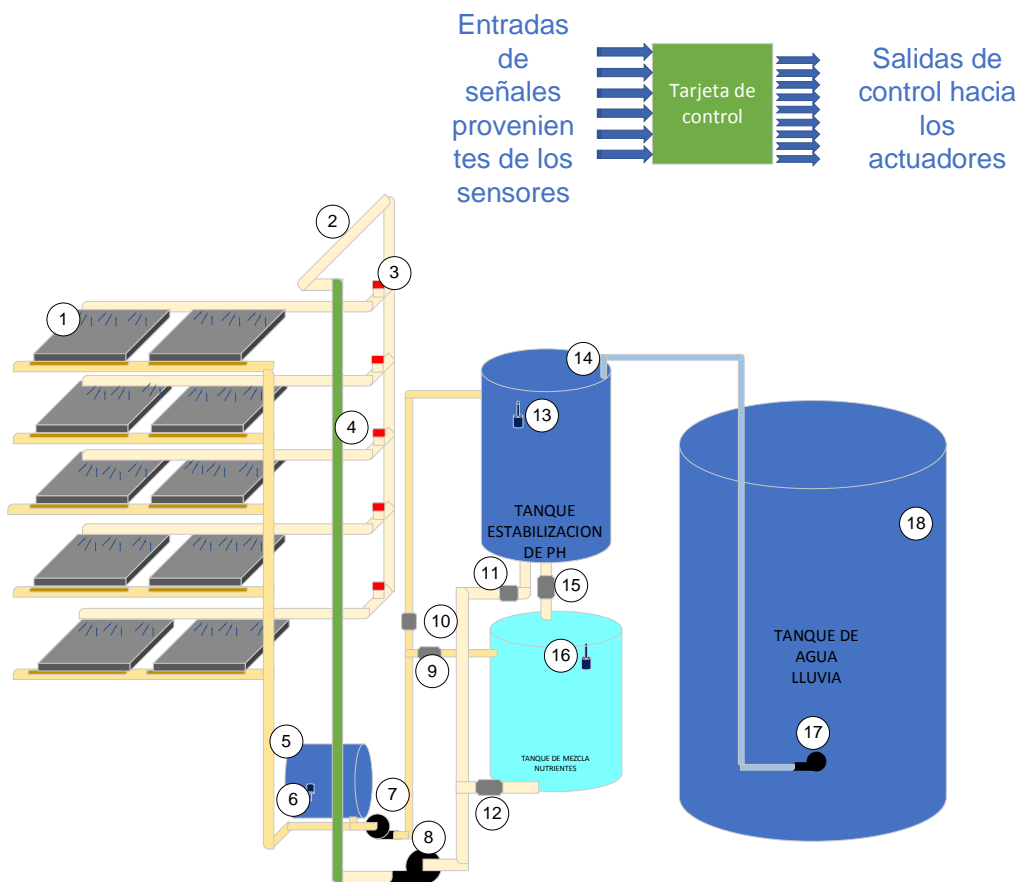 Entradas
de
señales
provenien
tes de los
sensores
Tarjeta de
control
Salidas de
control hacia
los
actuadores
2
3
1
14
13
4
TANQUE
ESTABILIZACION
DE PH
18
11
15
10
16
9
TANQUE DE
AGUA
LLUVIA
17
5
6
7
TANQUE DE MEZCLA
NUTRIENTES
12
8